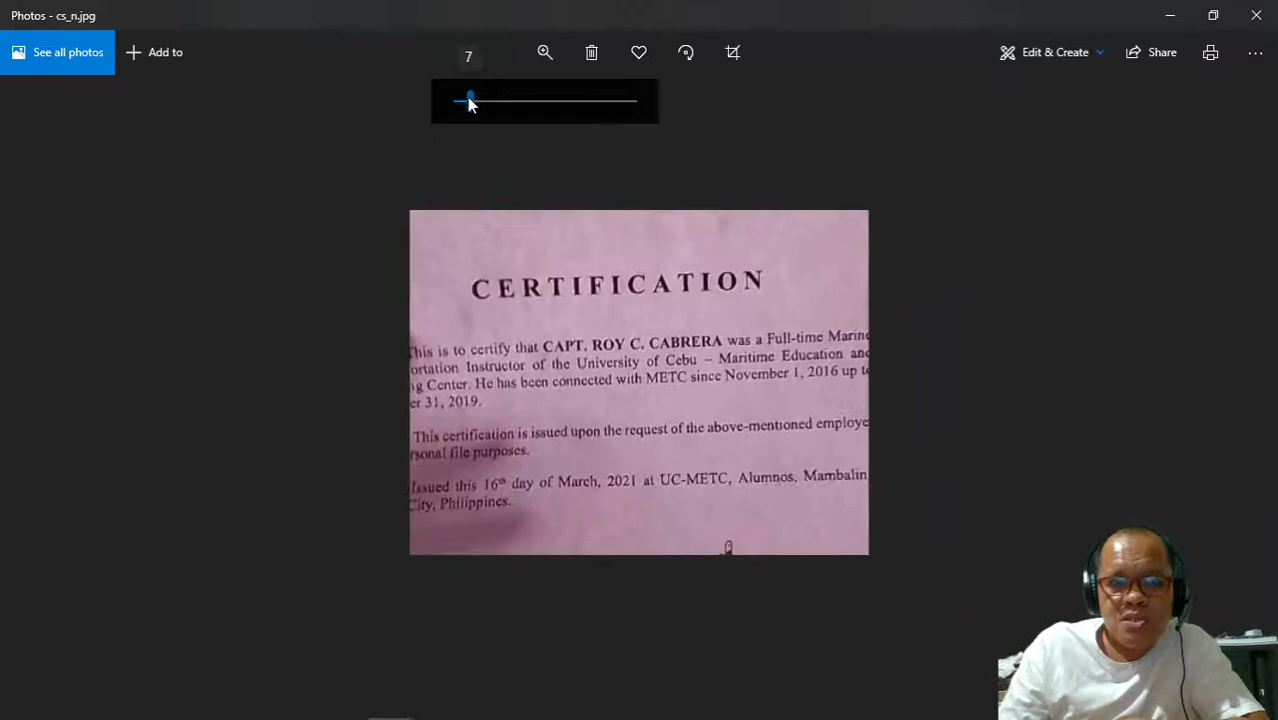 Photos - cs_n.jpg
See all photos
Add to
7
Edit & Create
Share
CERTIFICATION
This is to certify that CAPT. ROY C. CABRERA was a Full-time Marine
ortation Instructor of the University of Cebu – Maritime Education and
ng Center. He has been connected with METC since November 1, 2016 up to
er 31, 2019.
This certification is issued upon the request of the above-mentioned employe
rsonal file purposes.
Issued this 16th day of March, 2021 at UC-METC, Alumnos, Mambalin
City, Philippines.